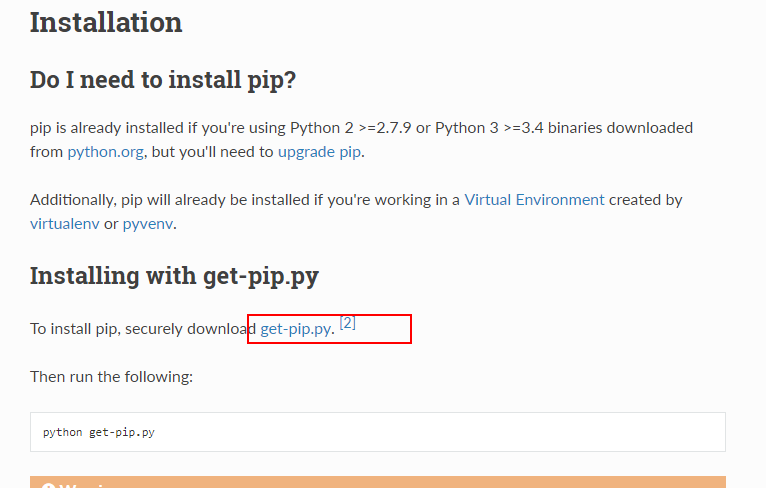 Installation
Do I need to install pip?
pip is already installed if you're using Python 2 >=2.7.9 or Python 3 >=3.4 binaries downloaded
from python.org, but you'll need to upgrade pip.
Additionally, pip will already be installed if you're working in a Virtual Environment created by
virtualenv or pyvenv.
Installing with get-pip.py
To install pip, securely download get-pip.py. [2]
Then run the following:
python get-pip.py